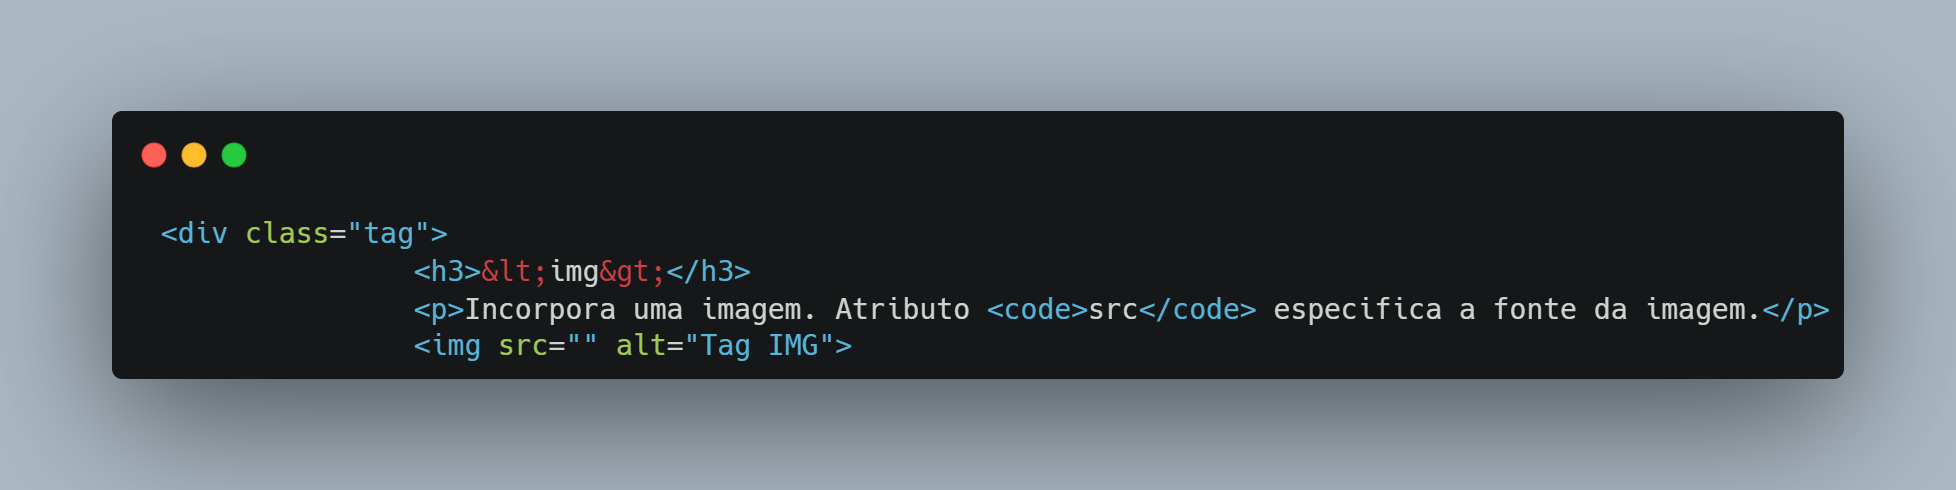 <div class="tag">
<h3>&lt;img&gt;</h3>
<p>Incorpora uma imagem. Atributo <code>src</code> especifica a fonte da imagem.</p>
<img src="" alt="Tag IMG">